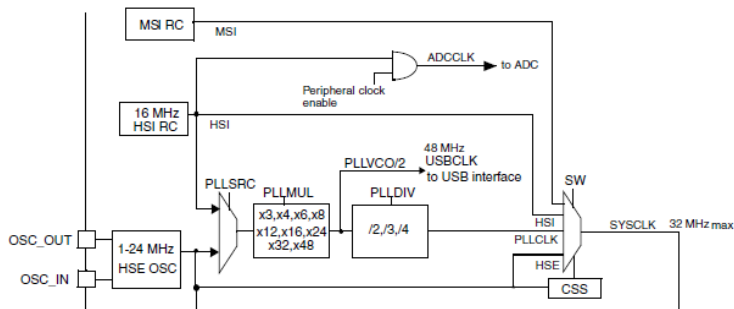 MSI RC
MSI
ADCCLK
to ADC
Peripheral clock
enable
16 MHz
HSI RC
HSI
48 MHz
PLLVCO/2
USBCLK
to USB interface
PLLSRC
PLLMUL
PLLDIV
SW
x3,x4,x6,x8
x12,x16,x24
x32,x48
/2,/3,/4
HSI
SYSCLK
32 MHz max
PLLCLK
OSC_OUT
1-24 MHz
HSE OSC
HSE
OSC_IN
CSS